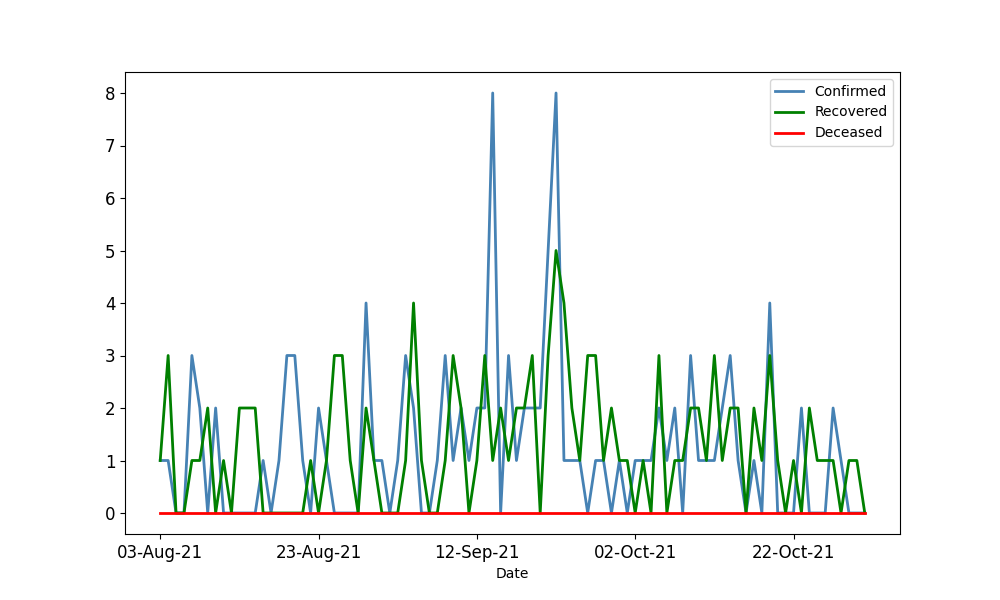 Confirmed
Recovered
Deceased
8
7
6
5
4
3
2
1
0
03-Aug-21 23-Aug-21 12-Sep-21 02-Oct-21 22-Oct-21
Date